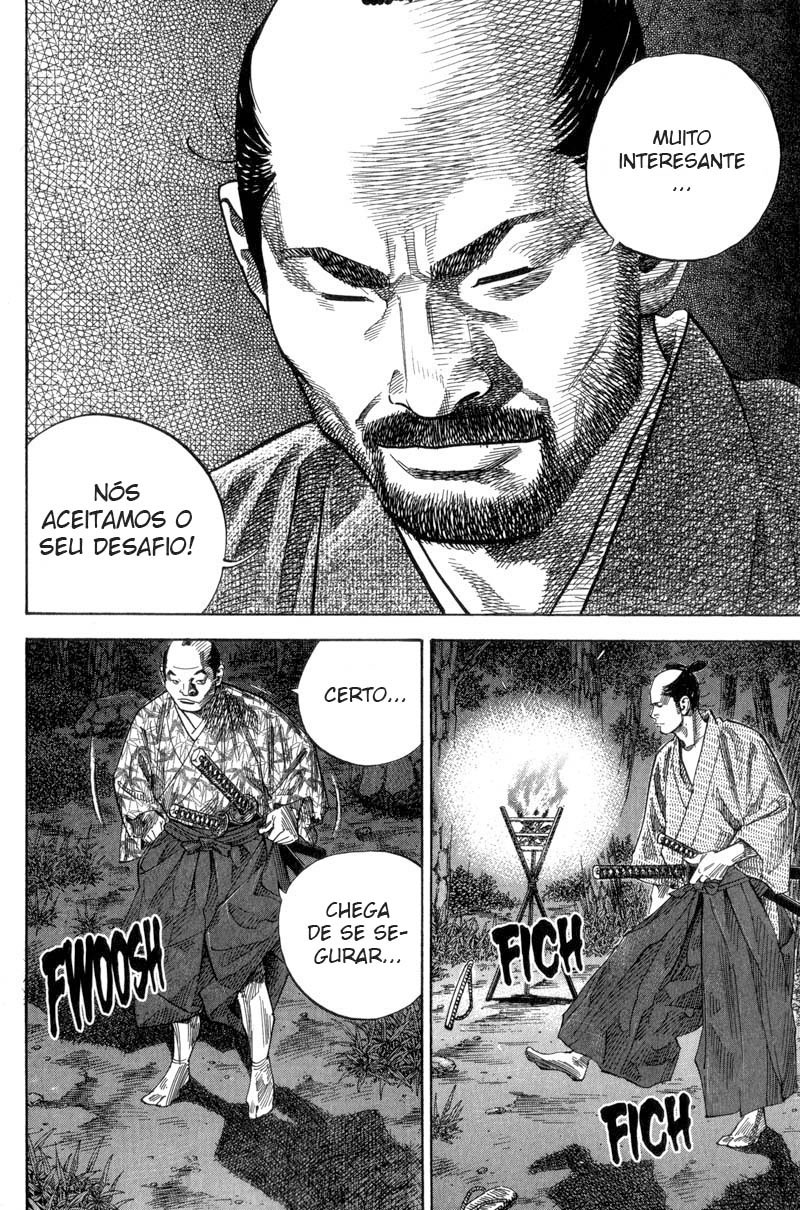 MUITO
INTERESANTE
...
NÓS
ACEITAMOS O
SEU DESAFIO!
CERTO...
CHEGA
DE SE SE-
GURAR...
FWOOSH
FICH
FICH